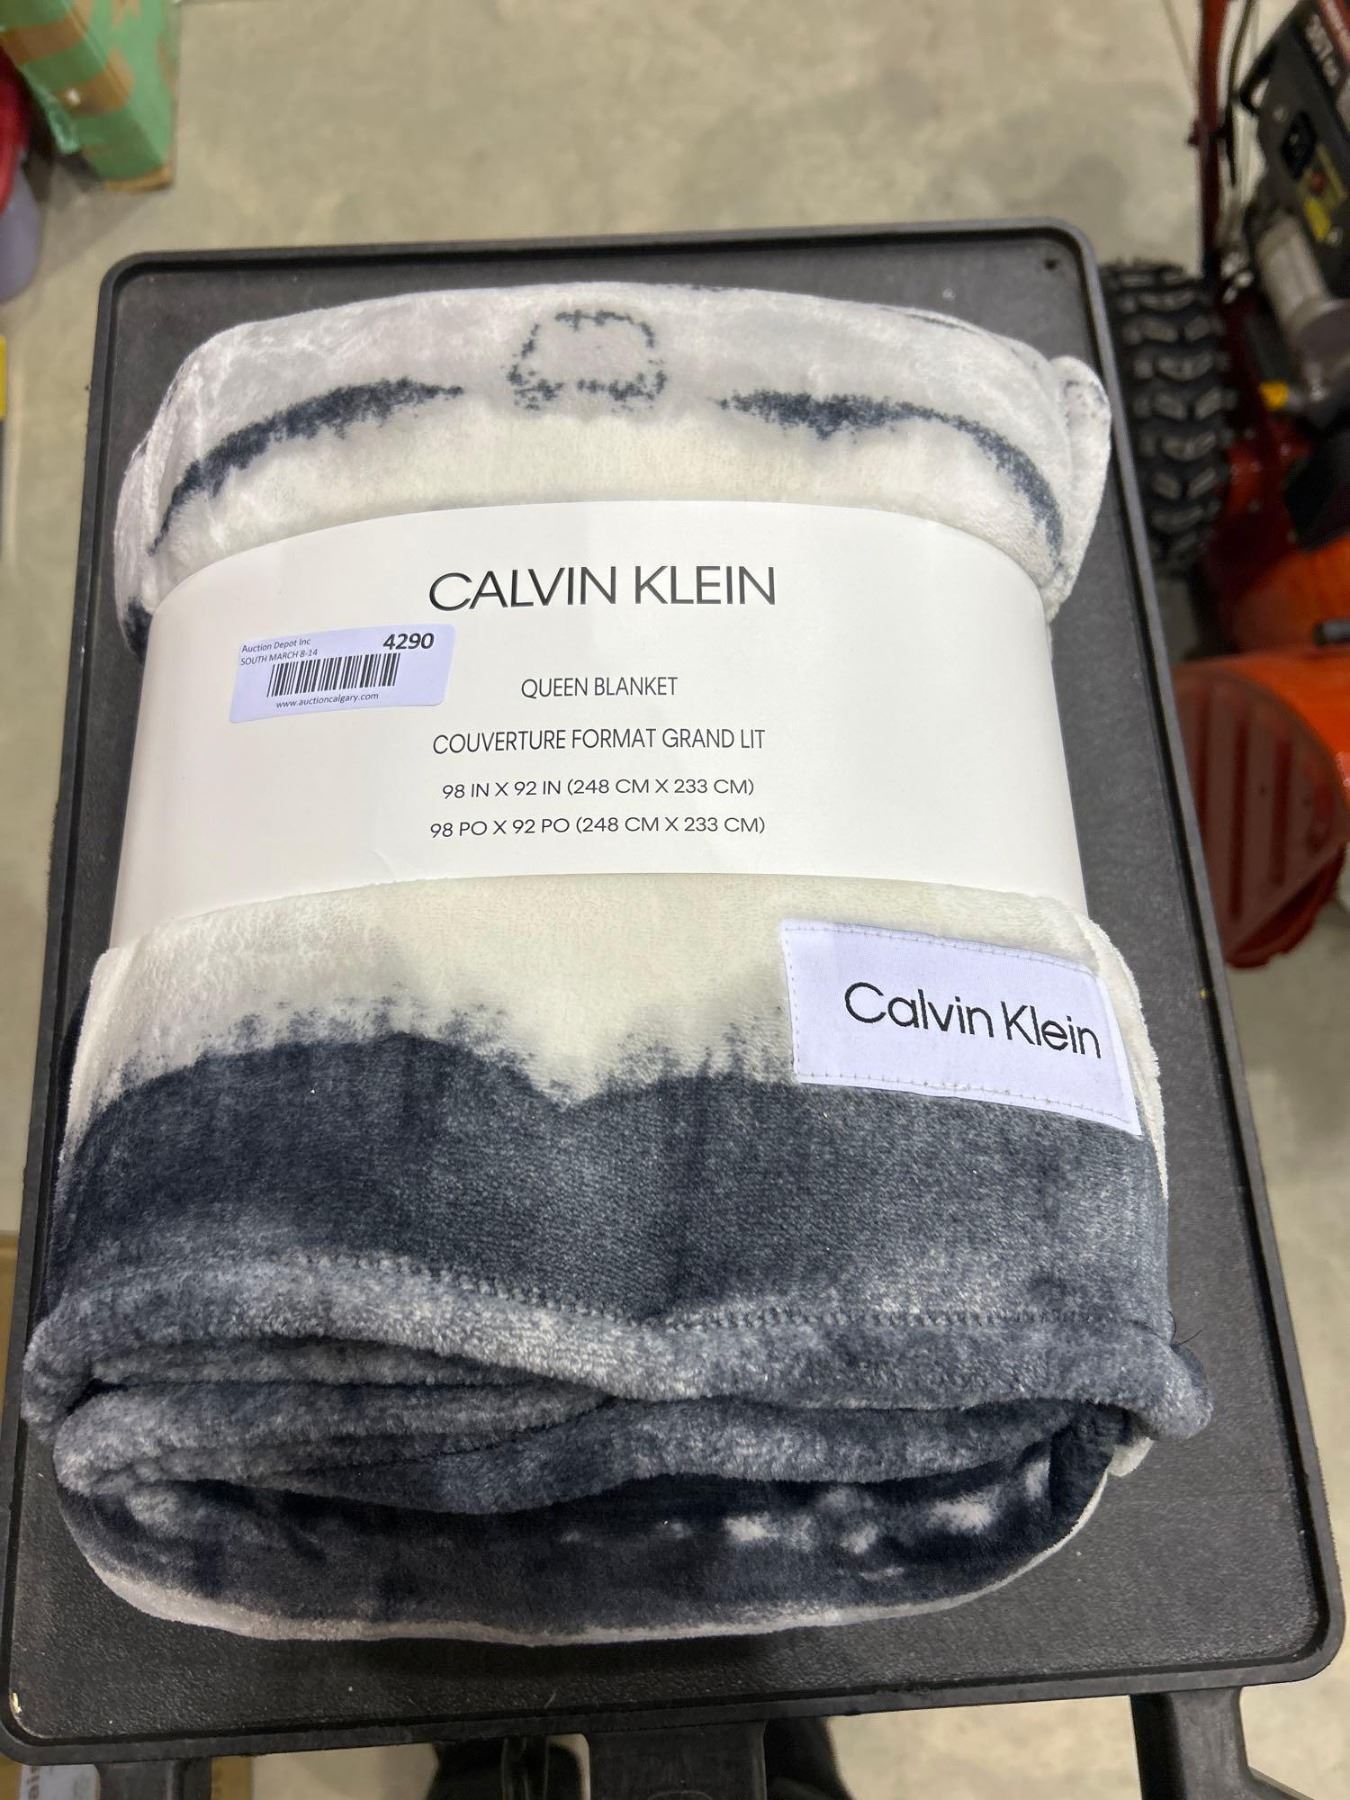 CALVIN KLEIN
Auction Depot Inc
4290
SOUTH MARCH 8-14
www.auctioncalgary.com
QUEEN BLANKET
COUVERTURE FORMAT GRAND LIT
98 IN X 92 IN (248 CM X 233 CM)
98 PO X 92 PO (248 CM X 233 CM)
Calvin Klein